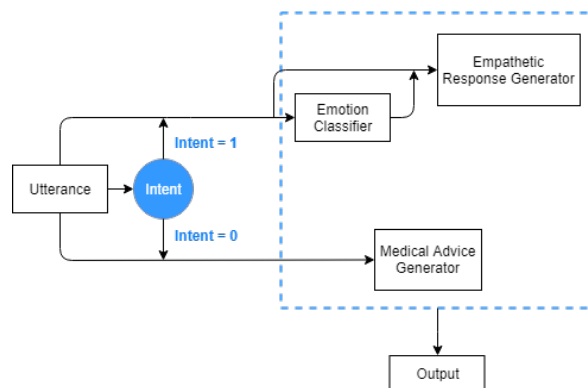 Empathetic
Response Generator
Emotion
Classifier
Intent = 1
Utterance
Intent
Intent = 0
Medical Advice
Generator
Output